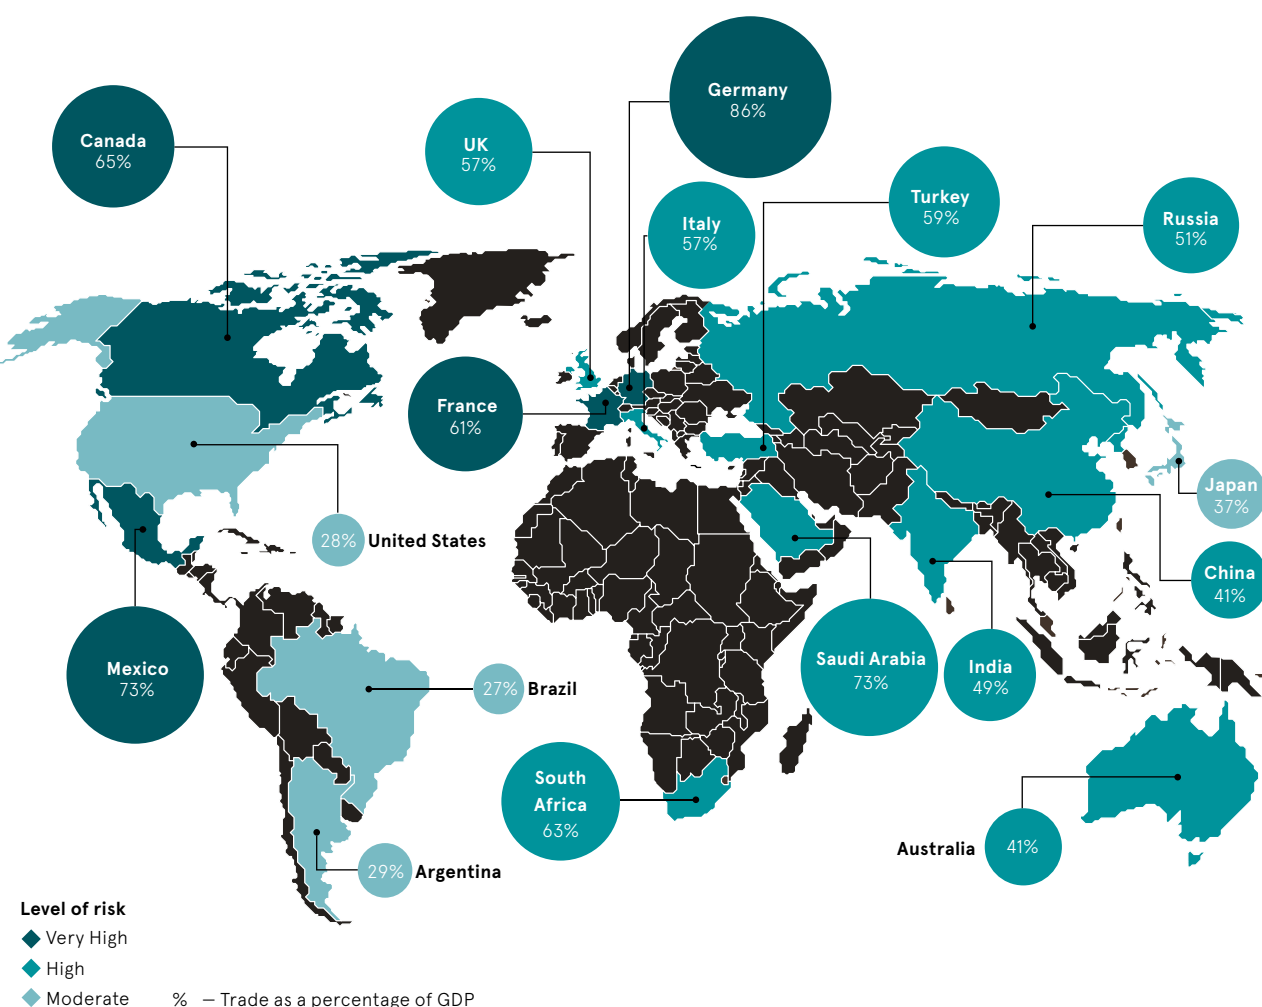 Germany
86%
Canada
65%
UK
57%
Turkey
59%
Italy
57%
Russia
51%
France
61%
Japan
37%
28% United States
China
41%
Mexico
73%
Saudi Arabia
73%
India
49%
27% Brazil
South
Africa
63%
Australia 41%
29% Argentina
Level of risk
Very High
High
Moderate % — Trade as a percentage of GDP